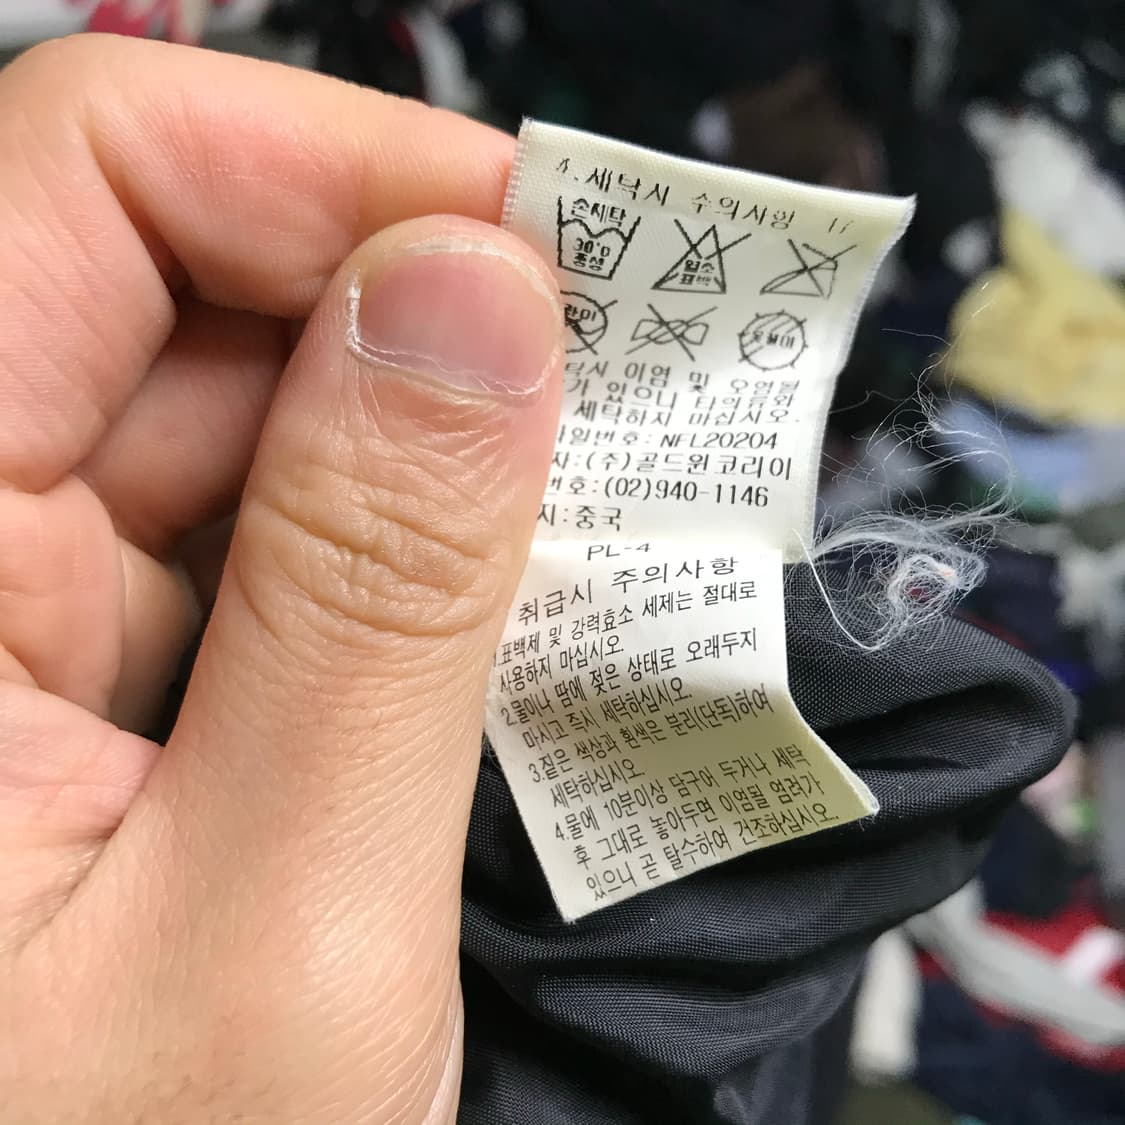 세탁시 수의사항
손세탁
30°C
중성
염소
표백
옷걸이
이염 및 오염될
있으니 타의류와
세탁하지 마십시오.
NFL20204
(주)골드윈코리아
:(02)940-1146
:중국
PL-4
취급시 주의사항
1.표백제 및 강력효소 세제는 절대로
사용하지 마십시오.
2.물이나 땀에 젖은 상태로 오래두지
마시고 즉시 세탁하십시오.
3.짙은 색상과 흰색은 분리(단독)하여
세탁하십시오
4.물에 10분이상 담구어 두거나 세탁
후 그대로 놓아두면 이염될 염려가
있으니 곧 탈수하여 건조하십시오.